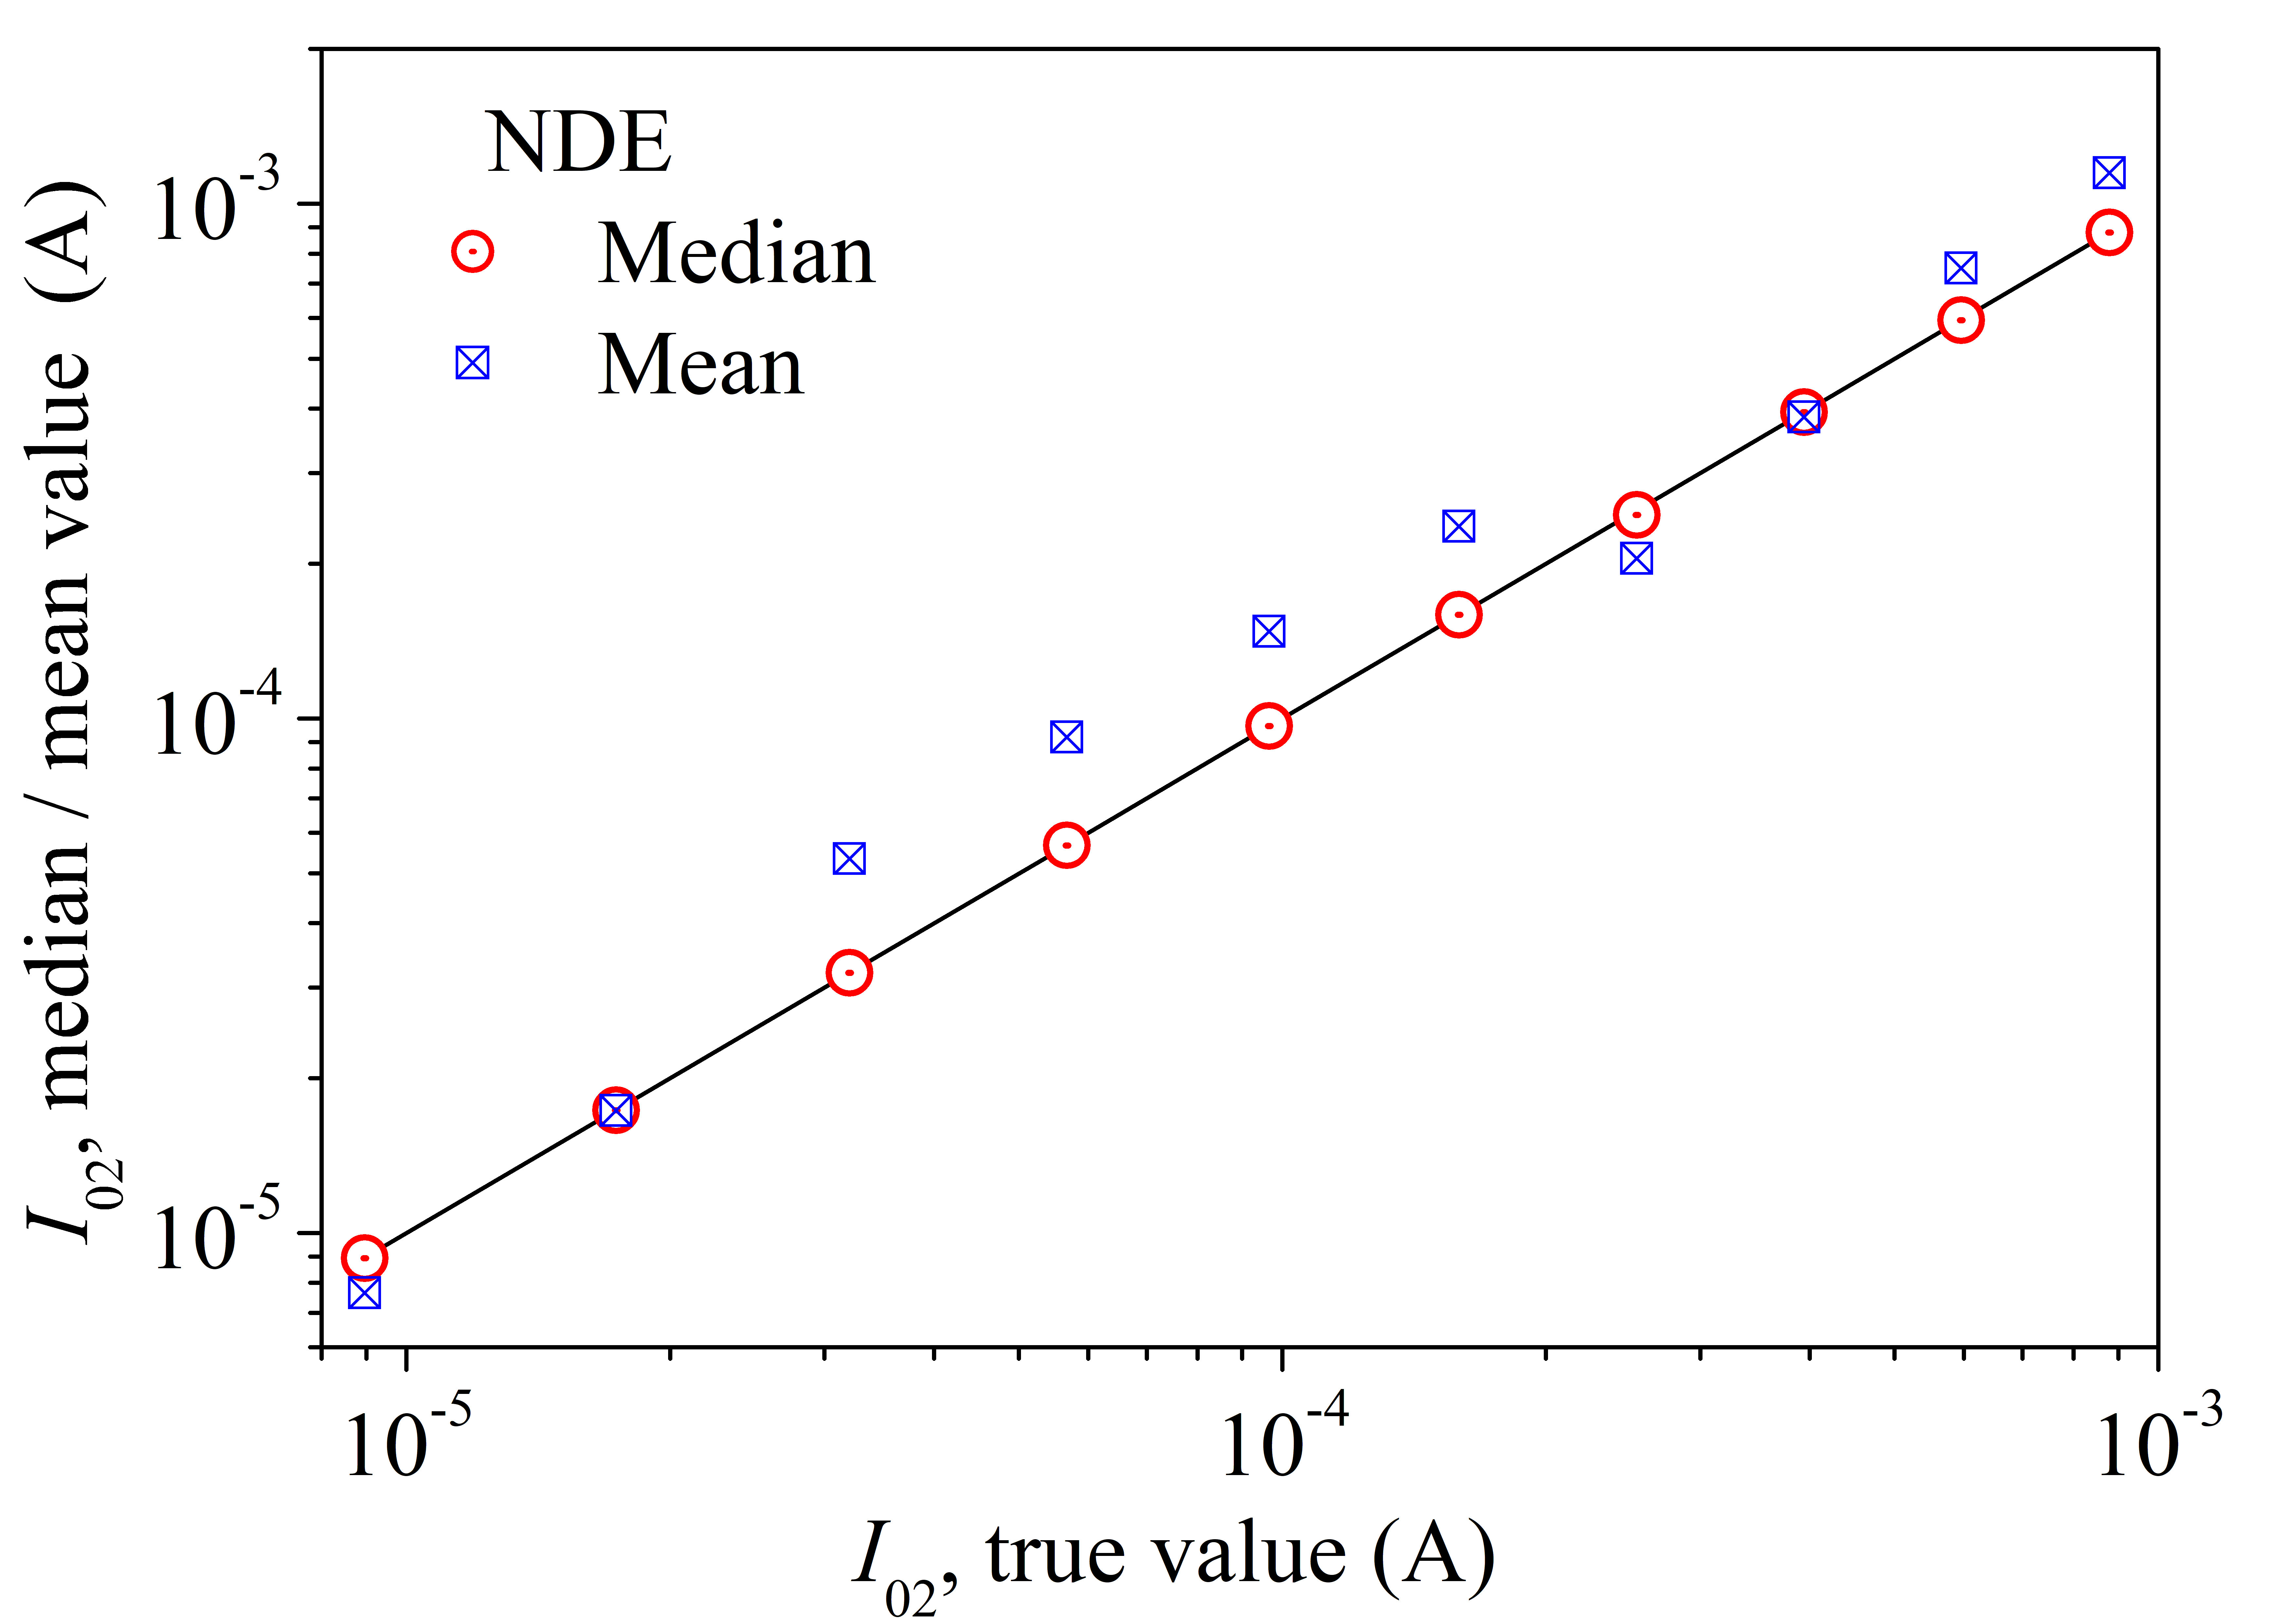 NDE
Median
Mean
10⁻³
10⁻⁴
10⁻⁵
I₀₂, median / mean value (A)
10⁻⁵ 10⁻⁴ 10⁻³
I₀₂, true value (A)